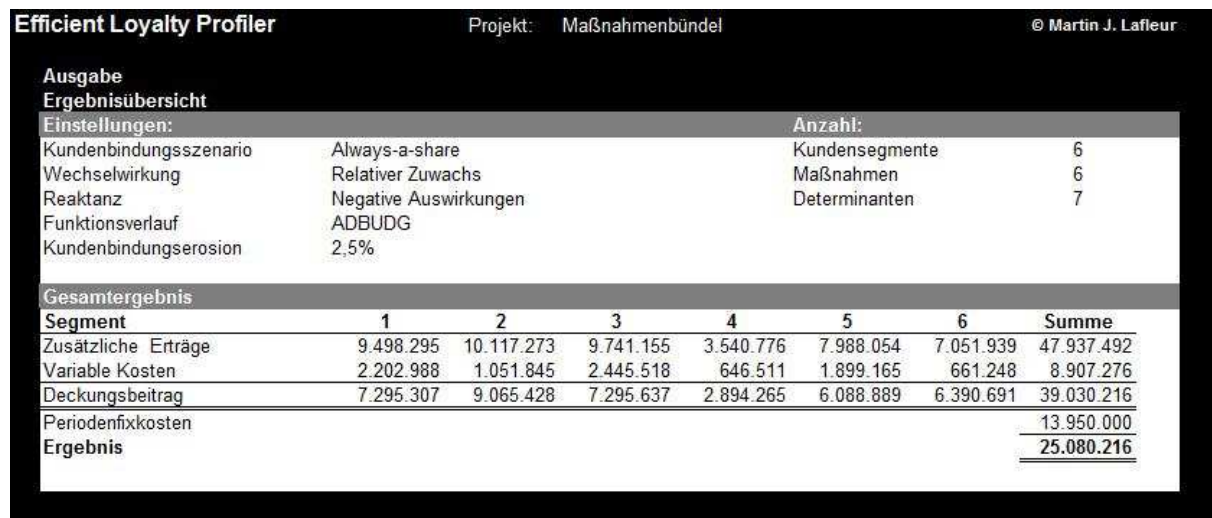 Efficient Loyalty Profiler Projekt: Maßnahmenbündel © Martin J. Lafleur
Ausgabe
Ergebnisübersicht
Einstellungen: Anzahl:
Kundenbindungsszenario Always-a-share Kundensegmente 6
Wechselwirkung Relativer Zuwachs Maßnahmen 6
Reaktanz Negative Auswirkungen Determinanten 7
Funktionsverlauf ADBUDG
Kundenbindungserosion 2,5%
Gesamtergebnis
Segment 1 2 3 4 5 6 Summe
Zusätzliche Erträge 9.498.295 10.117.273 9.741.155 3.540.776 7.988.054 7.051.939 47.937.492
Variable Kosten 2.202.988 1.051.845 2.445.518 646.511 1.899.165 661.248 8.907.276
Deckungsbeitrag 7.295.307 9.065.428 7.295.637 2.894.265 6.088.889 6.390.691 39.030.216
Periodenfixkosten 13.950.000
Ergebnis 25.080.216